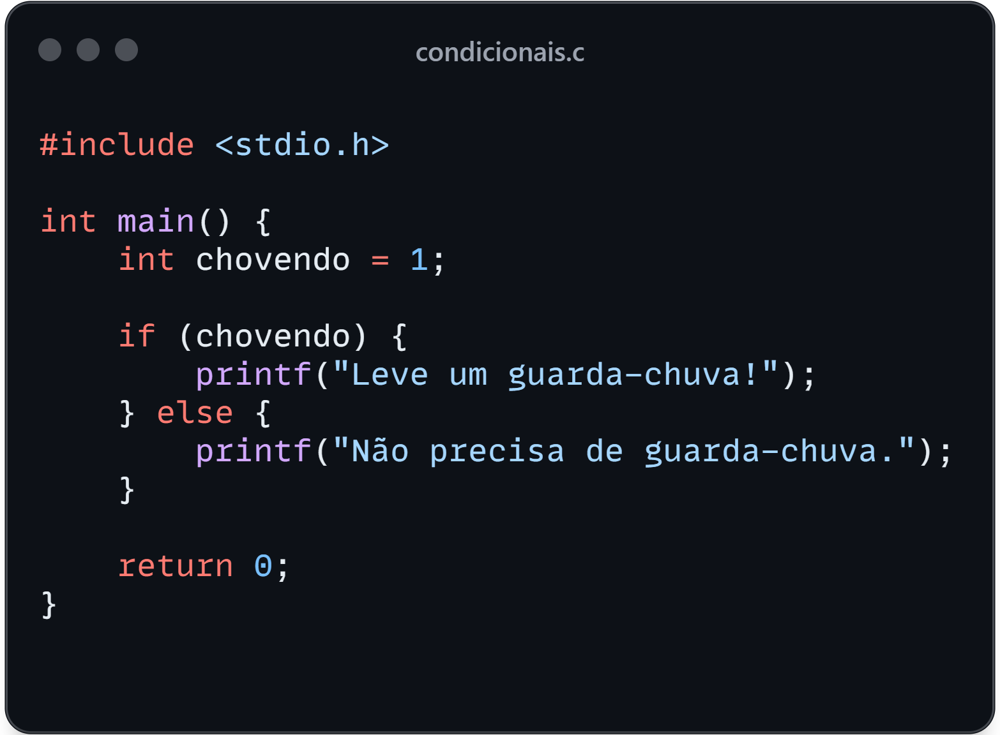 condicionais.c
#include <stdio.h>
int main() {
    int chovendo = 1;
    if (chovendo) {
        printf("Leve um guarda-chuva!");
    } else {
        printf("Não precisa de guarda-chuva.");
    }
    return 0;
}